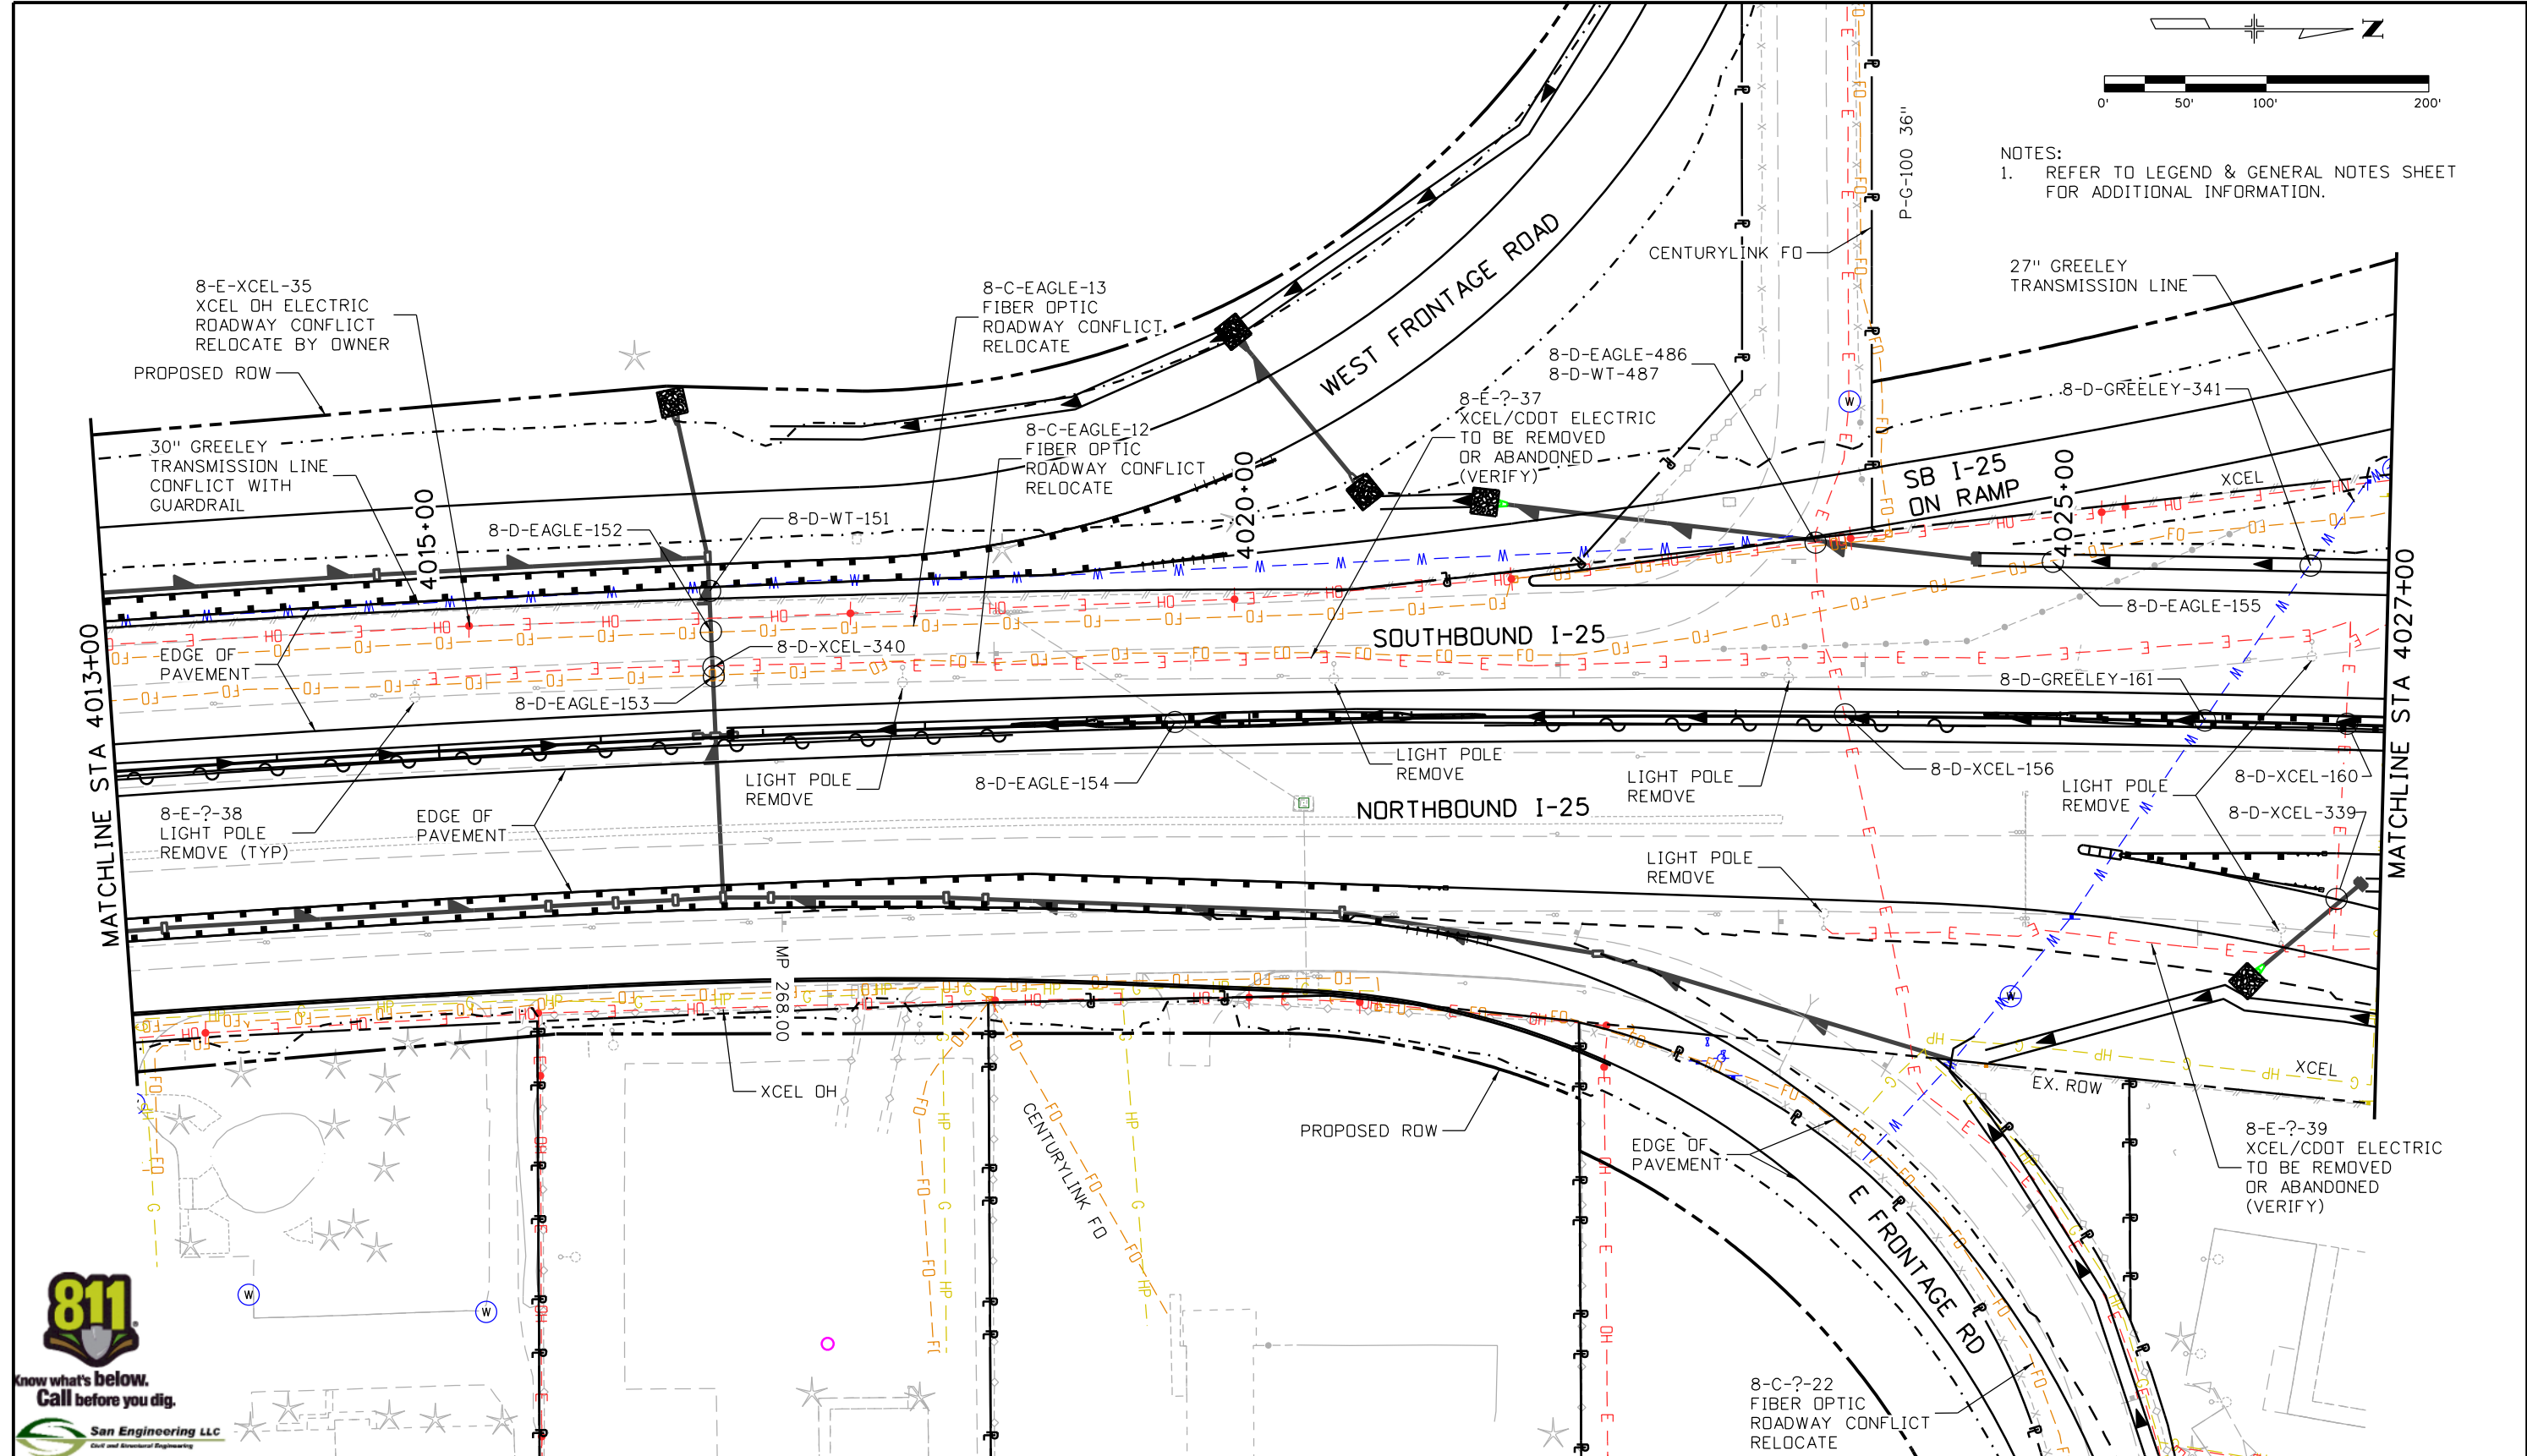 N
0' 50' 100' 200'
NOTES:
1. REFER TO LEGEND & GENERAL NOTES SHEET
FOR ADDITIONAL INFORMATION.
P-G-100 36"
CENTURYLINK FO
27" GREELEY
TRANSMISSION LINE
8-E-XCEL-35
XCEL OH ELECTRIC
ROADWAY CONFLICT
RELOCATE BY OWNER
PROPOSED ROW
8-C-EAGLE-13
FIBER OPTIC
ROADWAY CONFLICT
RELOCATE
WEST FRONTAGE ROAD
8-D-EAGLE-486
8-D-WT-487
8-D-GREELEY-341
8-E-?-37
XCEL/CDOT ELECTRIC
TO BE REMOVED
OR ABANDONED
(VERIFY)
8-C-EAGLE-12
FIBER OPTIC
ROADWAY CONFLICT
RELOCATE
30" GREELEY
TRANSMISSION LINE
CONFLICT WITH
GUARDRAIL
4015+00
4020+00
4025+00
SB I-25
ON RAMP
XCEL
8-D-EAGLE-152
8-D-WT-151
8-D-EAGLE-155
MATCHLINE STA 4013+00
MATCHLINE STA 4027+00
EDGE OF
PAVEMENT
SOUTHBOUND I-25
8-D-XCEL-340
8-D-EAGLE-153
8-D-GREELEY-161
LIGHT POLE
REMOVE
8-D-EAGLE-154
LIGHT POLE
REMOVE
LIGHT POLE
REMOVE
8-D-XCEL-156
LIGHT POLE
REMOVE
8-D-XCEL-160
8-D-XCEL-339
8-E-?-38
LIGHT POLE
REMOVE (TYP)
EDGE OF
PAVEMENT
NORTHBOUND I-25
LIGHT POLE
REMOVE
MP 268.00
XCEL OH
CENTURYLINK FO
PROPOSED ROW
EDGE OF
PAVEMENT
EX. ROW
XCEL
8-E-?-39
XCEL/CDOT ELECTRIC
TO BE REMOVED
OR ABANDONED
(VERIFY)
E FRONTAGE RD
8-C-?-22
FIBER OPTIC
ROADWAY CONFLICT
RELOCATE
811
Know what's below.
Call before you dig.
San Engineering LLC
Civil and Structural Engineering